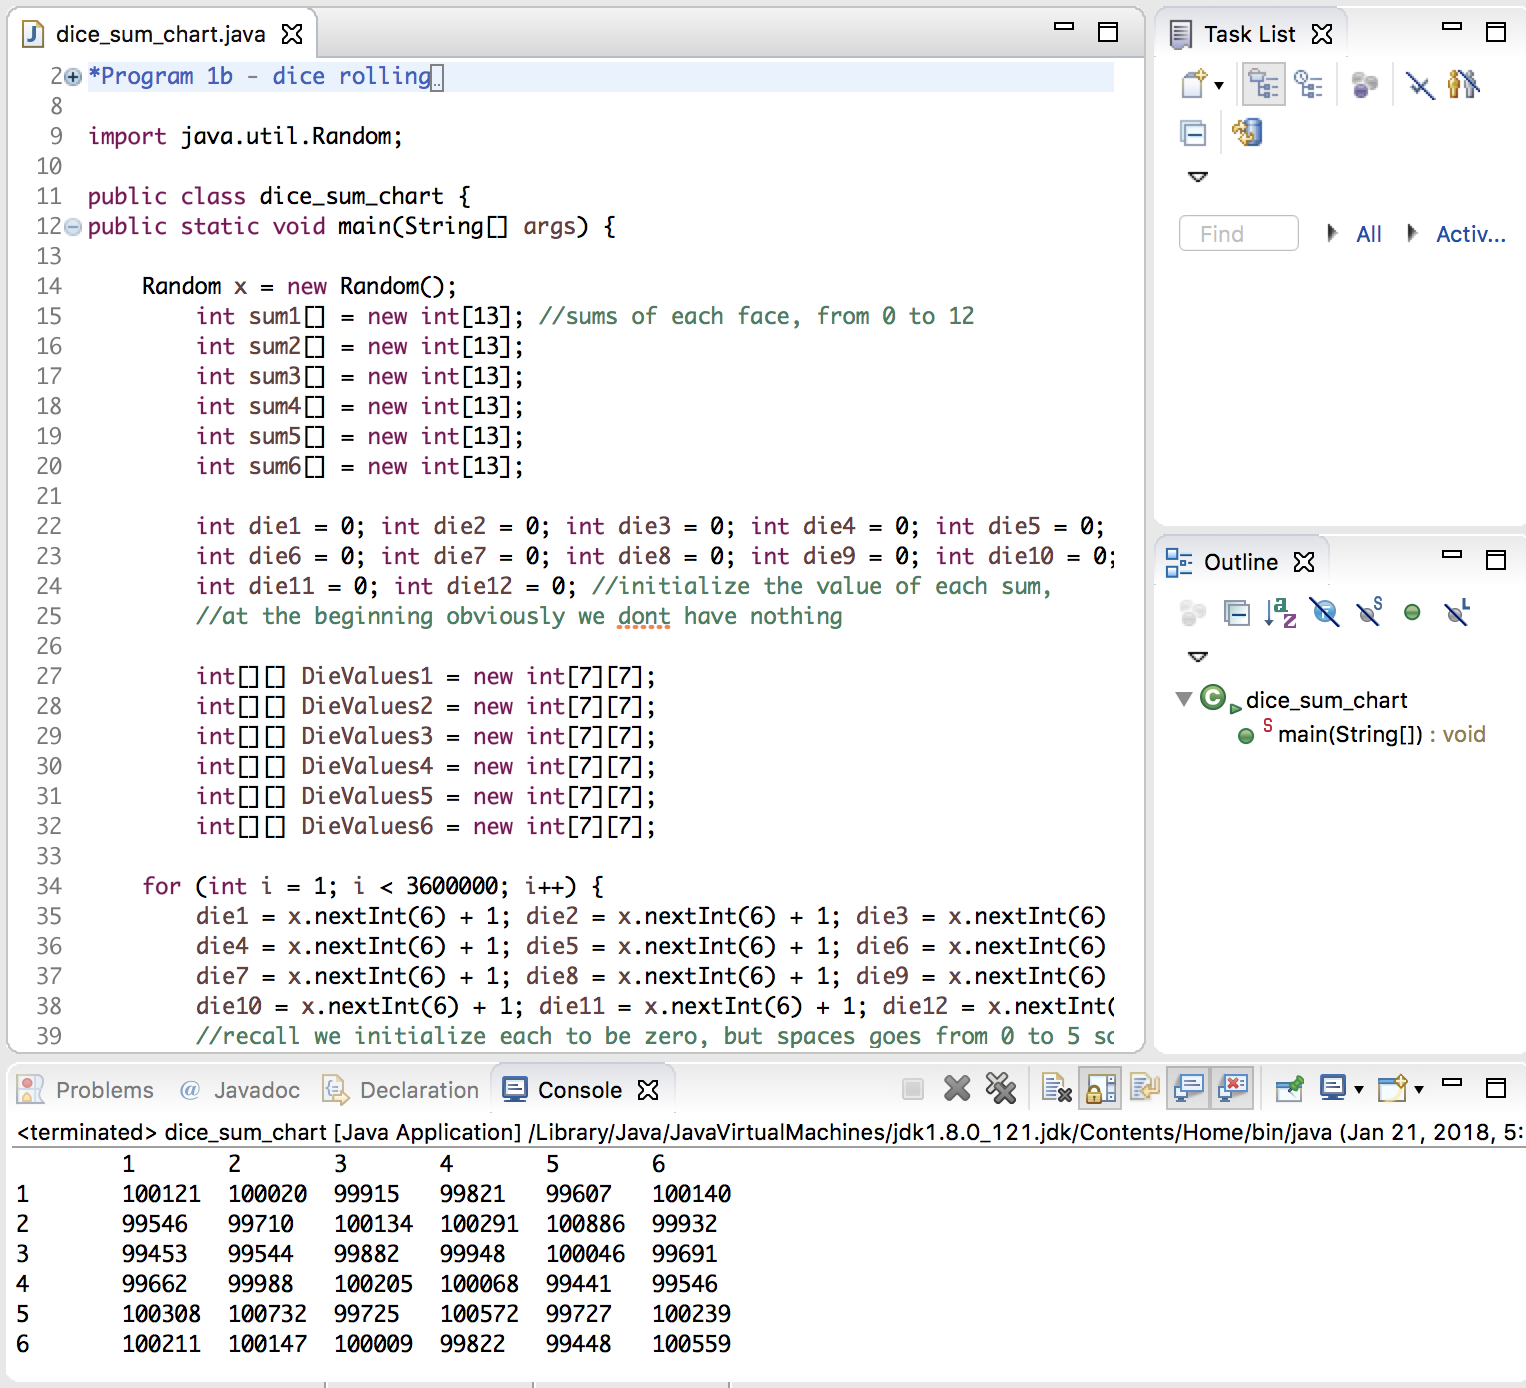 dice_sum_chart.java
2 *Program 1b - dice rolling..
8
9 import java.util.Random;
10
11 public class dice_sum_chart {
12 public static void main(String[] args) {
13
14 Random x = new Random();
15 int sum1[] = new int[13]; //sums of each face, from 0 to 12
16 int sum2[] = new int[13];
17 int sum3[] = new int[13];
18 int sum4[] = new int[13];
19 int sum5[] = new int[13];
20 int sum6[] = new int[13];
21
22 int die1 = 0; int die2 = 0; int die3 = 0; int die4 = 0; int die5 = 0;
23 int die6 = 0; int die7 = 0; int die8 = 0; int die9 = 0; int die10 = 0;
24 int die11 = 0; int die12 = 0; //initialize the value of each sum,
25 //at the beginning obviously we dont have nothing
26
27 int[][] DieValues1 = new int[7][7];
28 int[][] DieValues2 = new int[7][7];
29 int[][] DieValues3 = new int[7][7];
30 int[][] DieValues4 = new int[7][7];
31 int[][] DieValues5 = new int[7][7];
32 int[][] DieValues6 = new int[7][7];
33
34 for (int i = 1; i < 3600000; i++) {
35 die1 = x.nextInt(6) + 1; die2 = x.nextInt(6) + 1; die3 = x.nextInt(6)
36 die4 = x.nextInt(6) + 1; die5 = x.nextInt(6) + 1; die6 = x.nextInt(6)
37 die7 = x.nextInt(6) + 1; die8 = x.nextInt(6) + 1; die9 = x.nextInt(6)
38 die10 = x.nextInt(6) + 1; die11 = x.nextInt(6) + 1; die12 = x.nextInt(
39 //recall we initialize each to be zero, but spaces goes from 0 to 5 so
Task List
Find All Activ...
Outline
dice_sum_chart
main(String[]) : void
Problems @ Javadoc Declaration Console
<terminated> dice_sum_chart [Java Application] /Library/Java/JavaVirtualMachines/jdk1.8.0_121.jdk/Contents/Home/bin/java (Jan 21, 2018, 5:
1 2 3 4 5 6
1 100121 100020 99915 99821 99607 100140
2 99546 99710 100134 100291 100886 99932
3 99453 99544 99882 99948 100046 99691
4 99662 99988 100205 100068 99441 99546
5 100308 100732 99725 100572 99727 100239
6 100211 100147 100009 99822 99448 100559